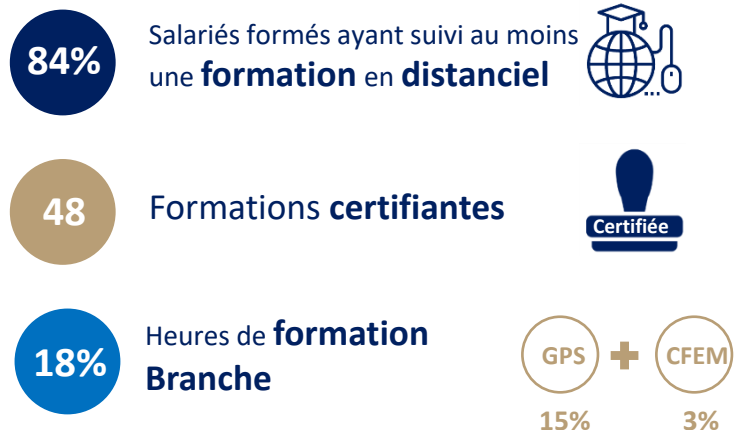 84%
Salariés formés ayant suivi au moins
une formation en distanciel
48
Formations certifiantes
Certifiée
18%
Heures de formation
Branche
GPS
CFEM
15%
3%